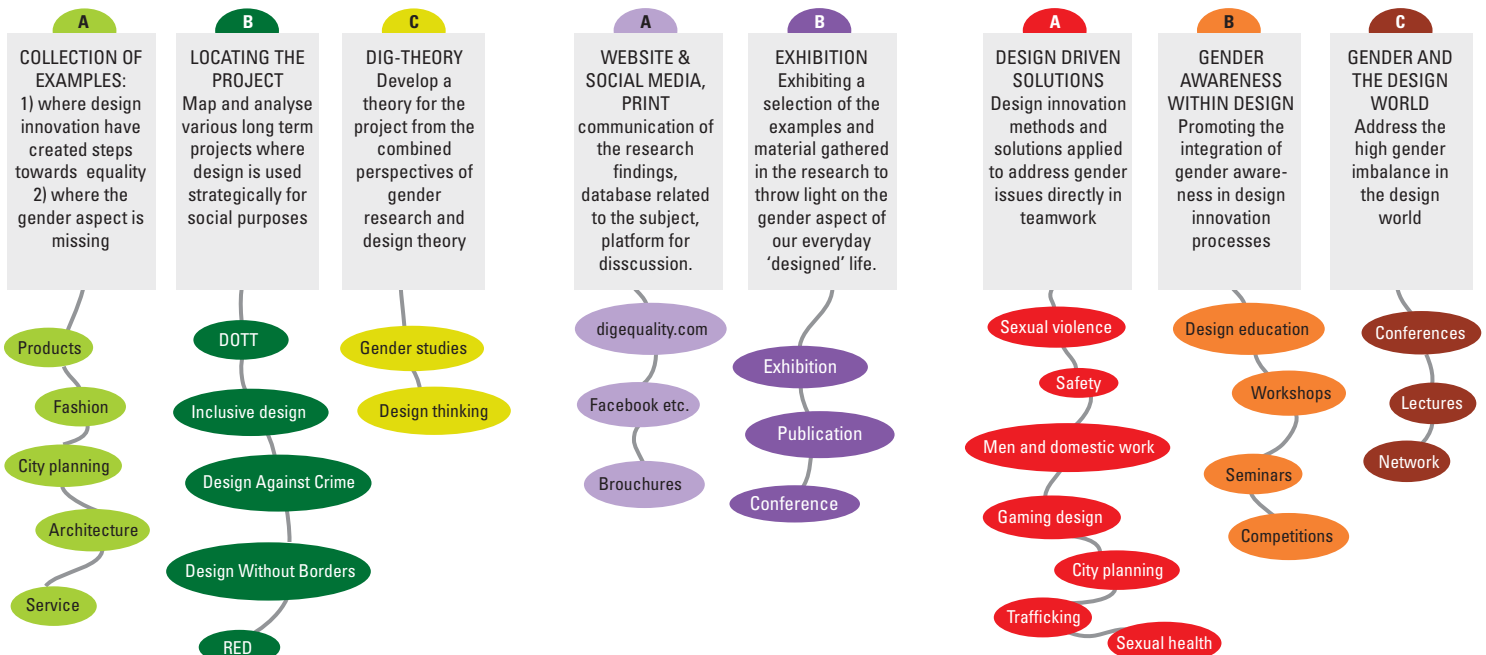 A
COLLECTION OF
EXAMPLES:
1) where design
innovation have
created steps
towards equality
2) where the
gender aspect is
missing
Products
Fashion
City planning
Architecture
Service
B
LOCATING THE
PROJECT
Map and analyse
various long term
projects where
design is used
strategically for
social purposes
DOTT
Inclusive design
Design Against Crime
Design Without Borders
RED
C
DIG-THEORY
Develop a
theory for the
project from the
combined
perspectives of
gender
research and
design theory
Gender studies
Design thinking
A
WEBSITE &
SOCIAL MEDIA,
PRINT
communication of
the research
findings,
database related
to the subject,
platform for
disscussion.
digequality.com
Facebook etc.
Brouchures
B
EXHIBITION
Exhibiting a
selection of the
examples and
material gathered
in the research to
throw light on the
gender aspect of
our everyday
‘designed’ life.
Exhibition
Publication
Conference
A
DESIGN DRIVEN
SOLUTIONS
Design innovation
methods and
solutions applied
to address gender
issues directly in
teamwork
Sexual violence
Safety
Men and domestic work
Gaming design
City planning
Trafficking
Sexual health
B
GENDER
AWARENESS
WITHIN DESIGN
Promoting the
integration of
gender aware-
ness in design
innovation
processes
Design education
Workshops
Seminars
Competitions
C
GENDER AND
THE DESIGN
WORLD
Address the
high gender
imbalance in
the design
world
Conferences
Lectures
Network